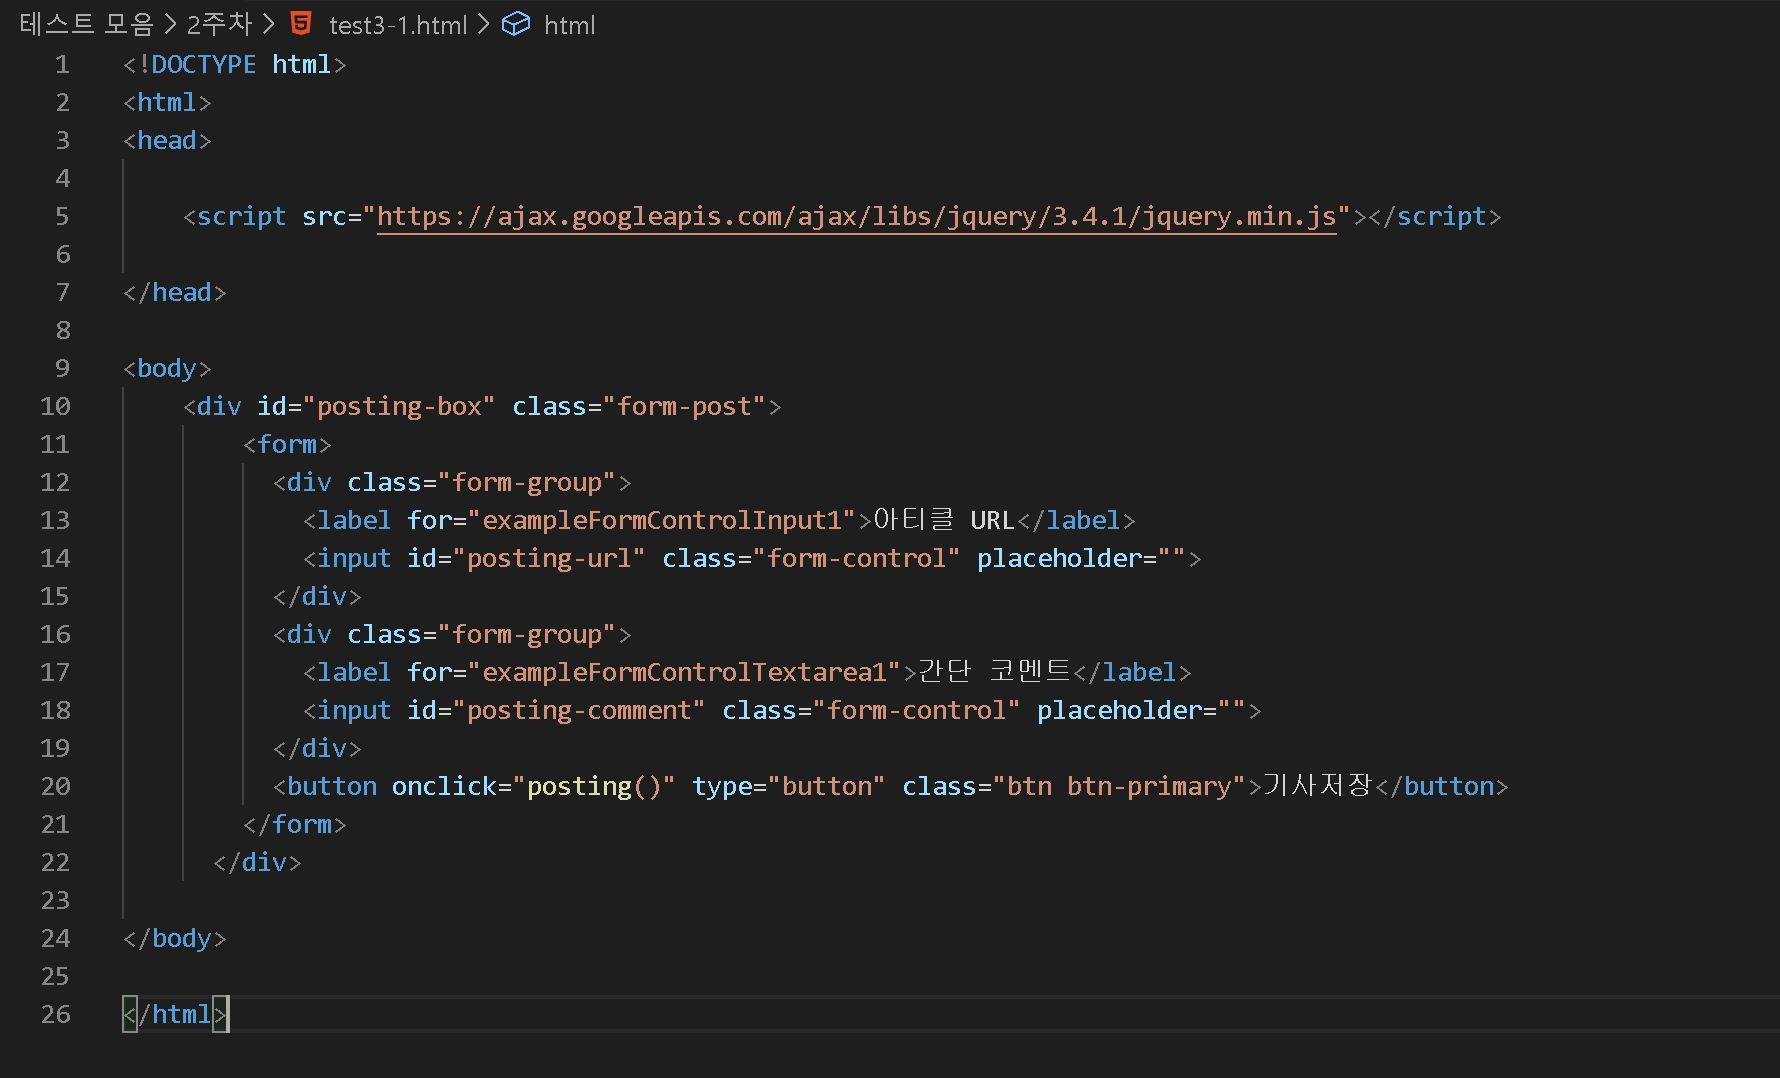 테스트 모음 > 2주차 > test3-1.html > html
1 <!DOCTYPE html>
2 <html>
3 <head>
4
5     <script src="https://ajax.googleapis.com/ajax/libs/jquery/3.4.1/jquery.min.js"></script>
6
7 </head>
8
9 <body>
10     <div id="posting-box" class="form-post">
11         <form>
12           <div class="form-group">
13             <label for="exampleFormControlInput1">아티클 URL</label>
14             <input id="posting-url" class="form-control" placeholder="">
15           </div>
16           <div class="form-group">
17             <label for="exampleFormControlTextarea1">간단 코멘트</label>
18             <input id="posting-comment" class="form-control" placeholder="">
19           </div>
20           <button onclick="posting()" type="button" class="btn btn-primary">기사저장</button>
21         </form>
22       </div>
23
24 </body>
25
26 </html>